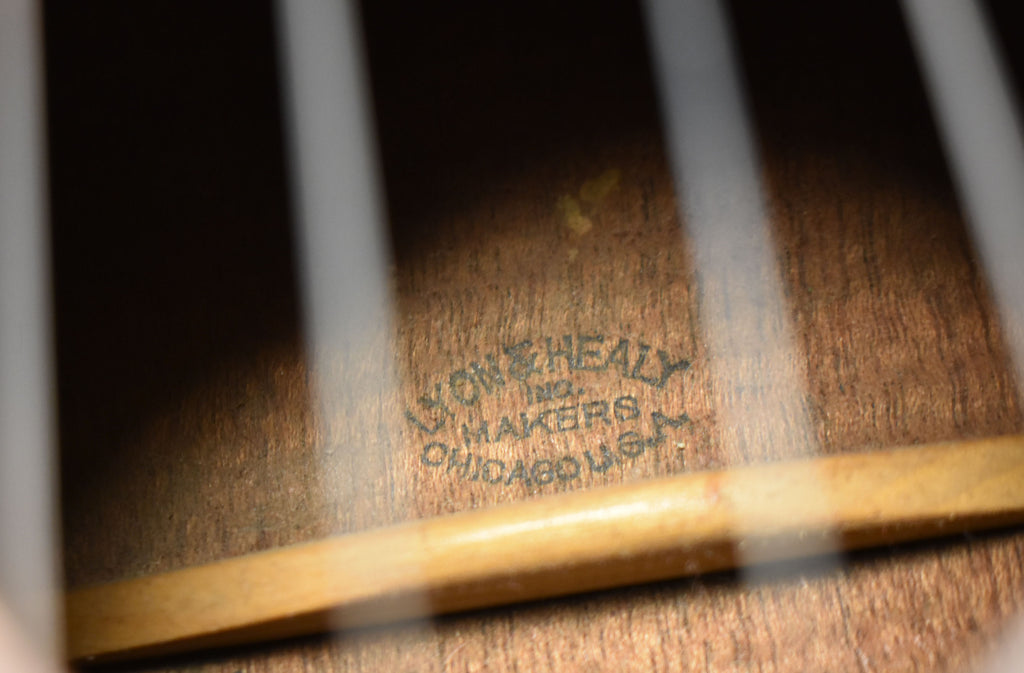 LYON & HEALY
INC.
MAKERS
CHICAGO U.S.A.